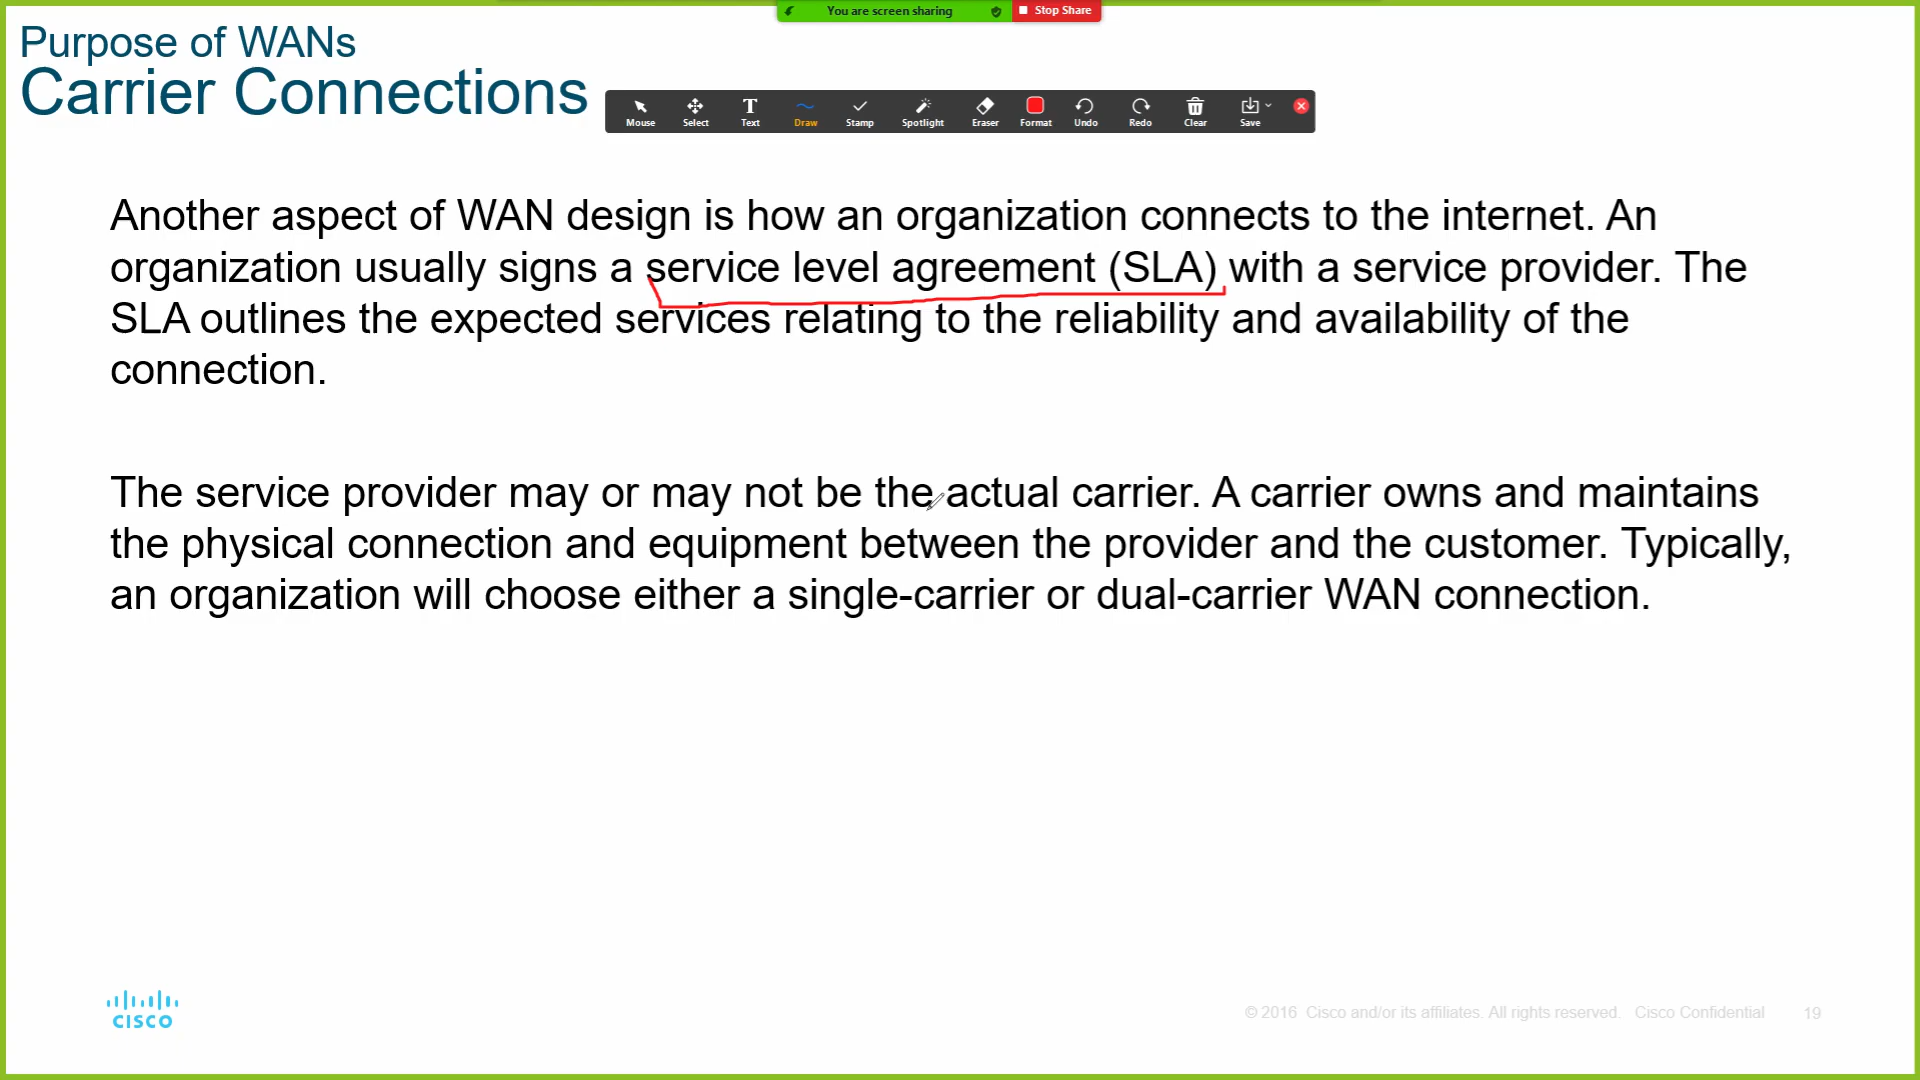 You are screen sharing
Stop Share
Purpose of WANs
Carrier Connections
Mouse
Select
Text
Draw
Stamp
Spotlight
Eraser
Format
Undo
Redo
Clear
Save
Another aspect of WAN design is how an organization connects to the internet. An
organization usually signs a service level agreement (SLA) with a service provider. The
SLA outlines the expected services relating to the reliability and availability of the
connection.
The service provider may or may not be the actual carrier. A carrier owns and maintains
the physical connection and equipment between the provider and the customer. Typically,
an organization will choose either a single-carrier or dual-carrier WAN connection.
CISCO
© 2016 Cisco and/or its affiliates. All rights reserved. Cisco Confidential 19